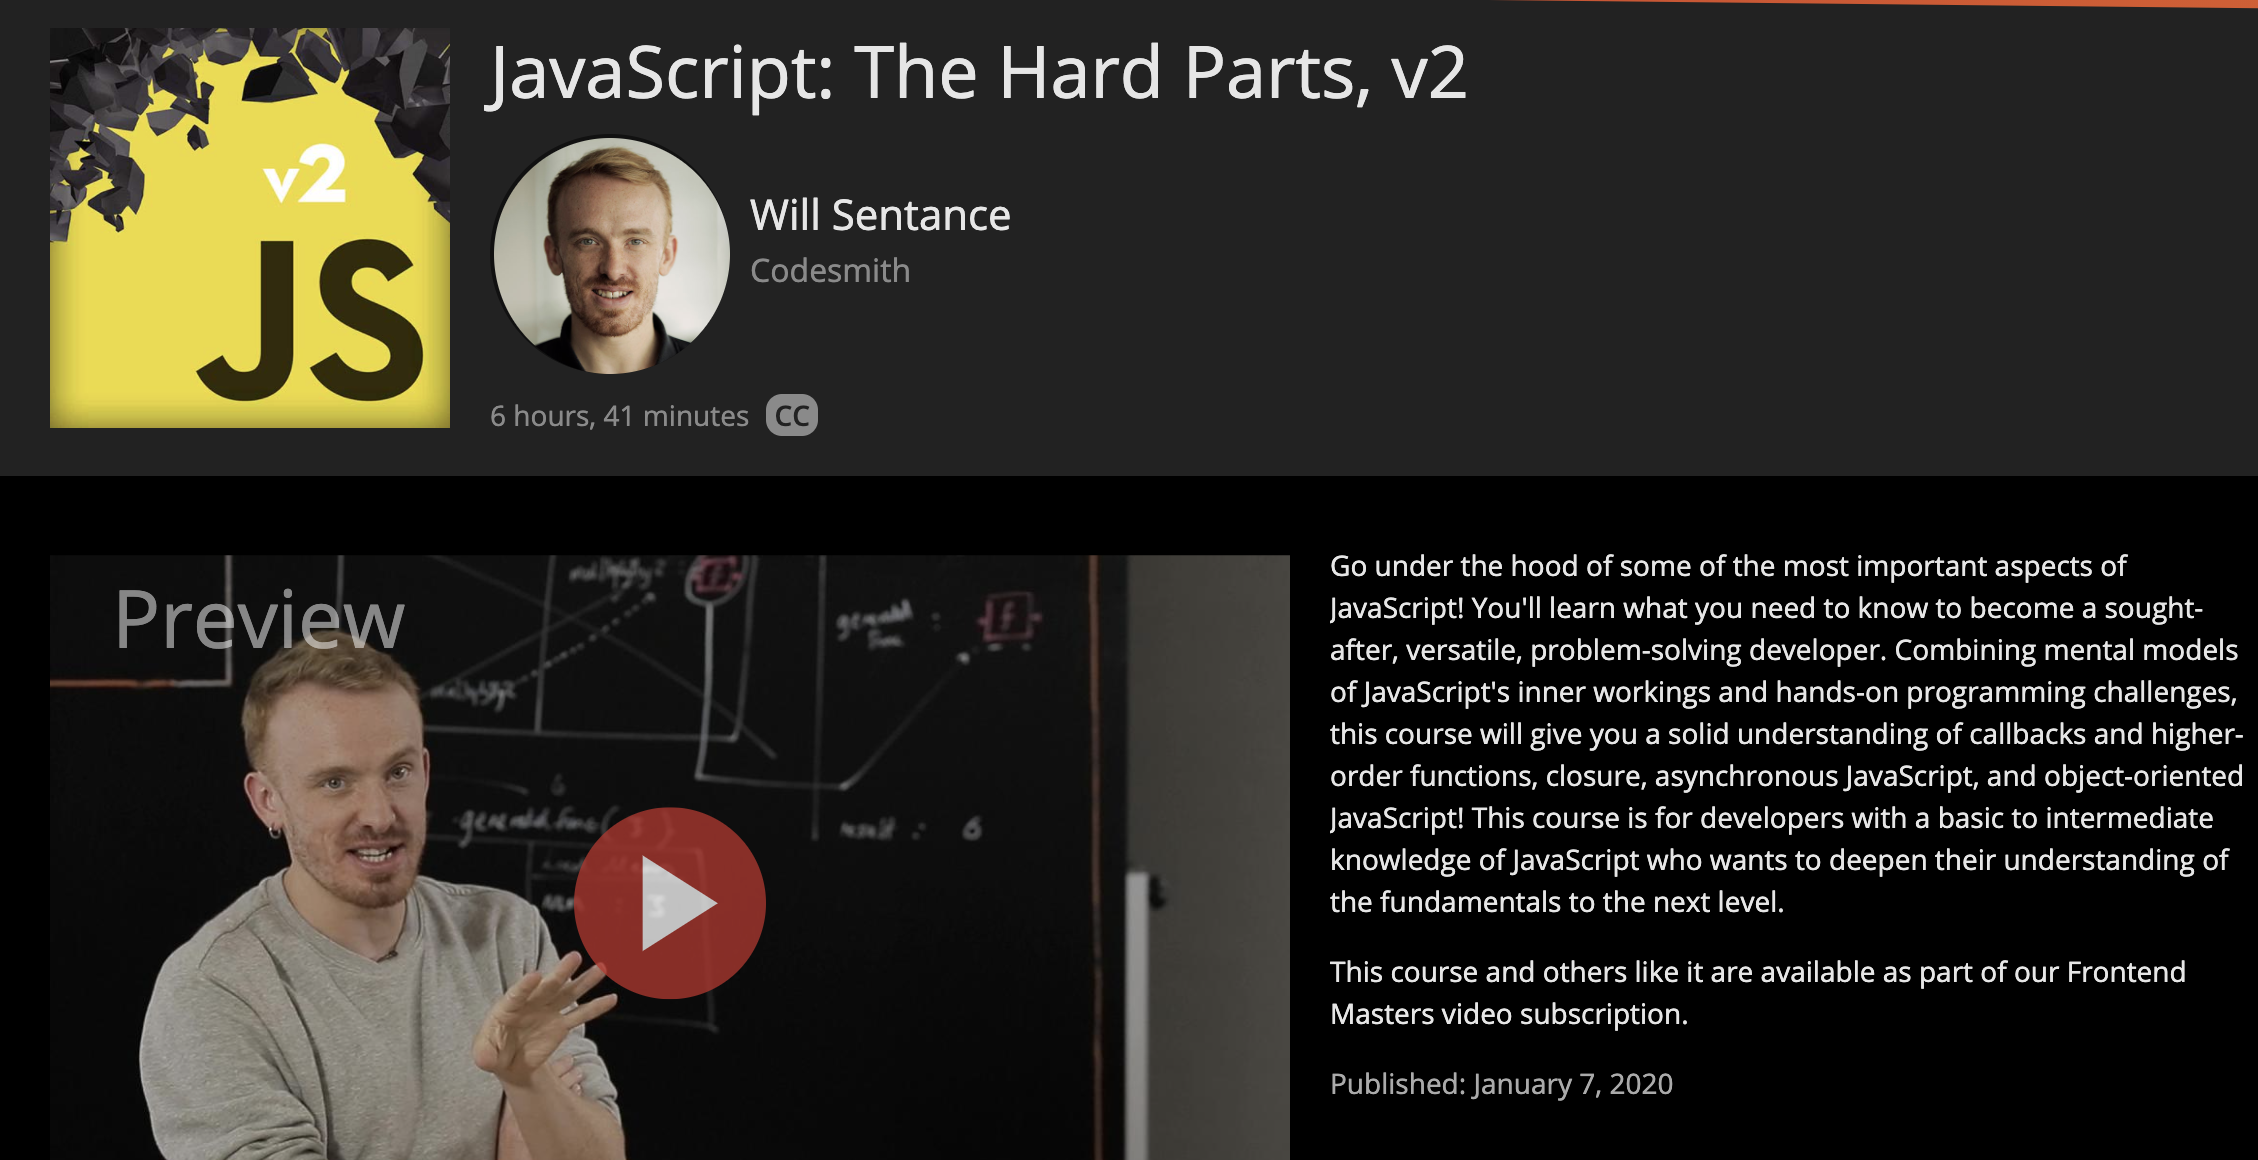 JavaScript: The Hard Parts, v2
v2
JS
Will Sentance
Codesmith
6 hours, 41 minutes CC
Preview
result : 6
Go under the hood of some of the most important aspects of
JavaScript! You'll learn what you need to know to become a sought-
after, versatile, problem-solving developer. Combining mental models
of JavaScript's inner workings and hands-on programming challenges,
this course will give you a solid understanding of callbacks and higher-
order functions, closure, asynchronous JavaScript, and object-oriented
JavaScript! This course is for developers with a basic to intermediate
knowledge of JavaScript who wants to deepen their understanding of
the fundamentals to the next level.
This course and others like it are available as part of our Frontend
Masters video subscription.
Published: January 7, 2020